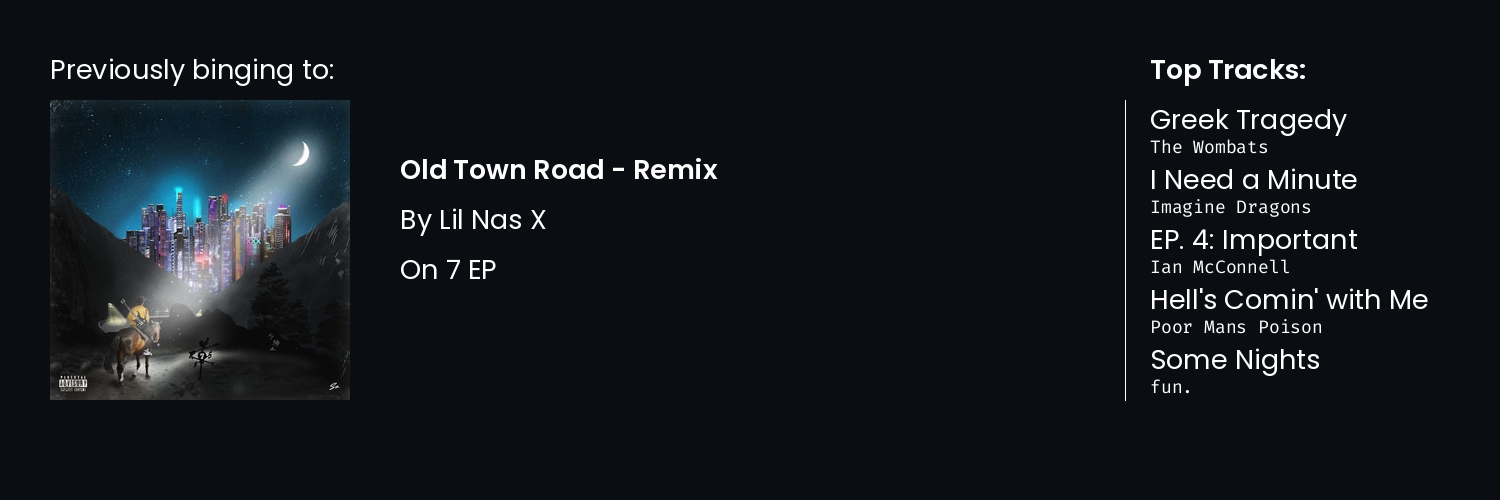 Previously binging to:
Old Town Road - Remix
By Lil Nas X
On 7 EP
PARENTAL
ADVISORY
EXPLICIT CONTENT
Top Tracks:
Greek Tragedy
The Wombats
I Need a Minute
Imagine Dragons
EP. 4: Important
Ian McConnell
Hell's Comin' with Me
Poor Mans Poison
Some Nights
fun.